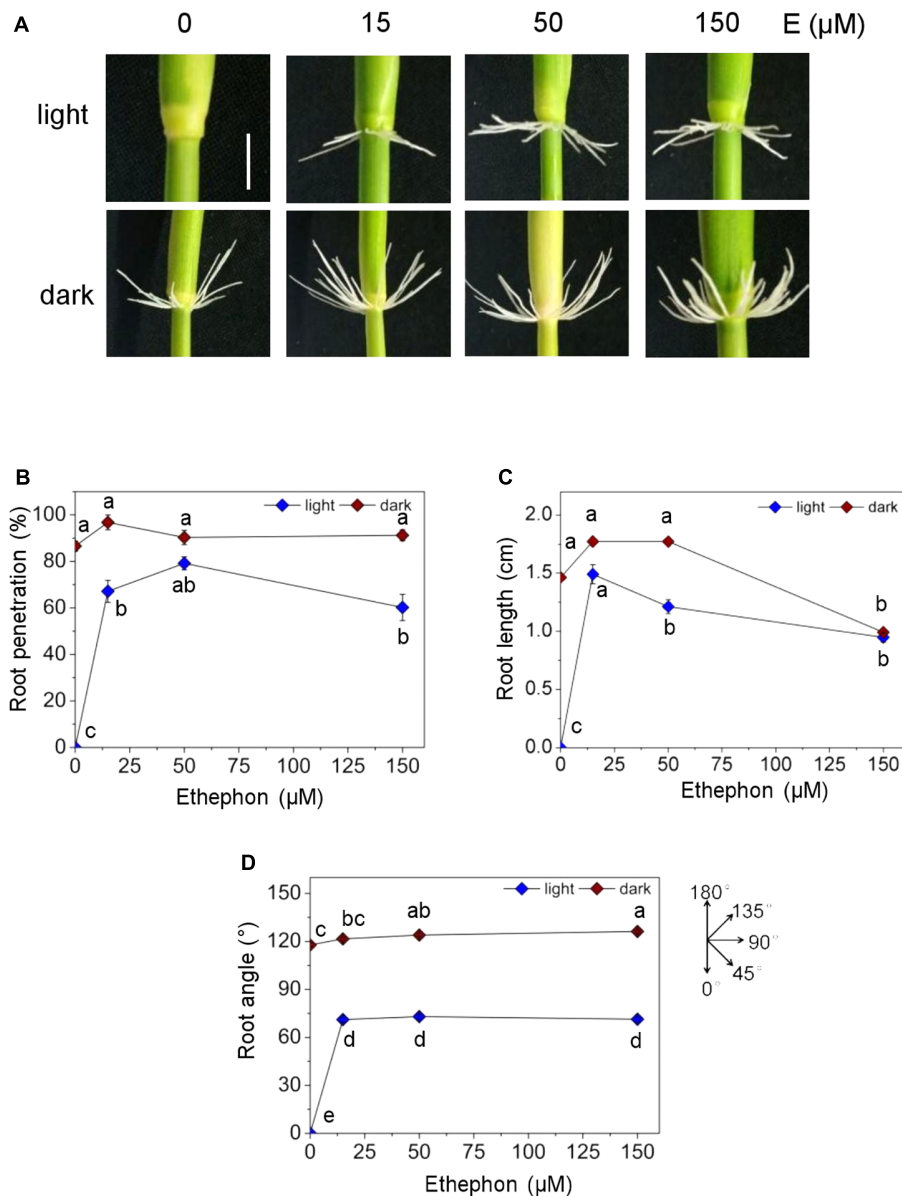 A
0 15 50 150 E (µM)
light
dark
B
light dark
Root penetration (%)
100
80
60
40
20
0
a
a
a
a
b
ab
b
c
0 25 50 75 100 125 150
Ethephon (µM)
C
light dark
Root length (cm)
2.0
1.5
1.0
0.5
0.0
a
a
a
b
a
b
b
c
0 25 50 75 100 125 150
Ethephon (µM)
D
light dark
Root angle (°)
150
120
90
60
30
0
c
bc
ab
a
d
d
d
e
0 25 50 75 100 125 150
Ethephon (µM)
180°
135°
90°
45°
0°